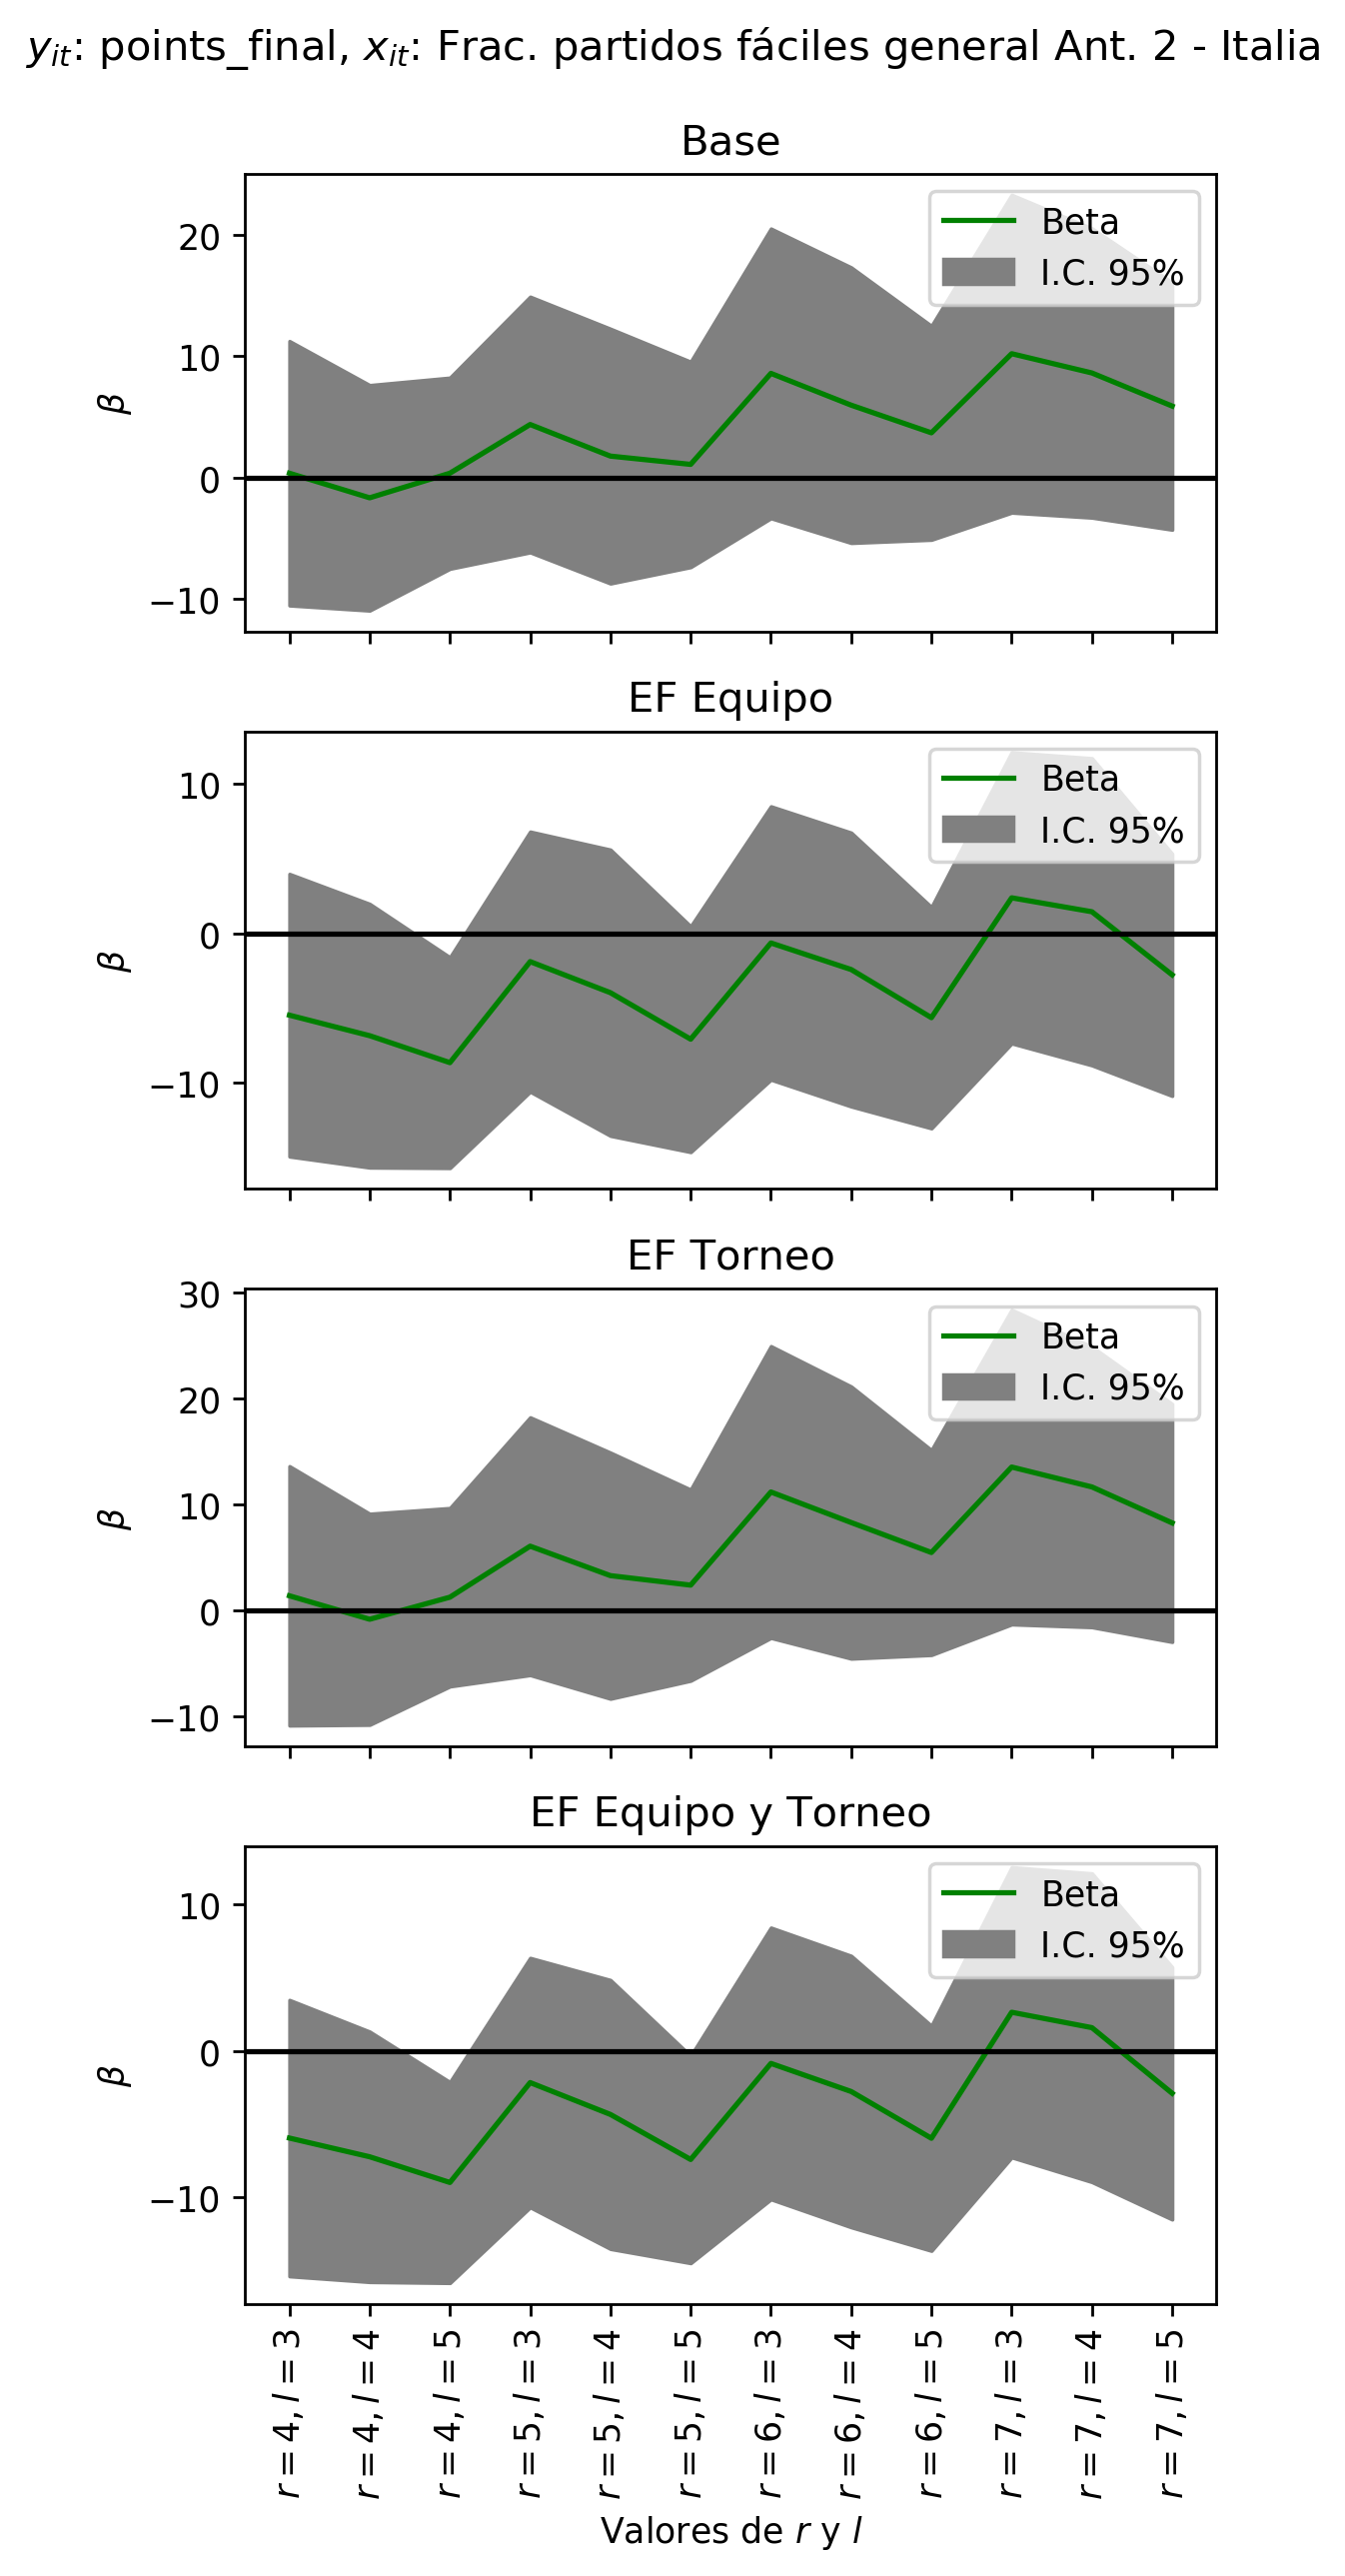 y_it: points_final, x_it: Frac. partidos fáciles general Ant. 2 - Italia
Base
20
10
0
−10
β
Beta
I.C. 95%
EF Equipo
10
0
−10
β
Beta
I.C. 95%
EF Torneo
30
20
10
0
−10
β
Beta
I.C. 95%
EF Equipo y Torneo
10
0
−10
β
Beta
I.C. 95%
r = 4, l = 3
r = 4, l = 4
r = 4, l = 5
r = 5, l = 3
r = 5, l = 4
r = 5, l = 5
r = 6, l = 3
r = 6, l = 4
r = 6, l = 5
r = 7, l = 3
r = 7, l = 4
r = 7, l = 5
Valores de r y l